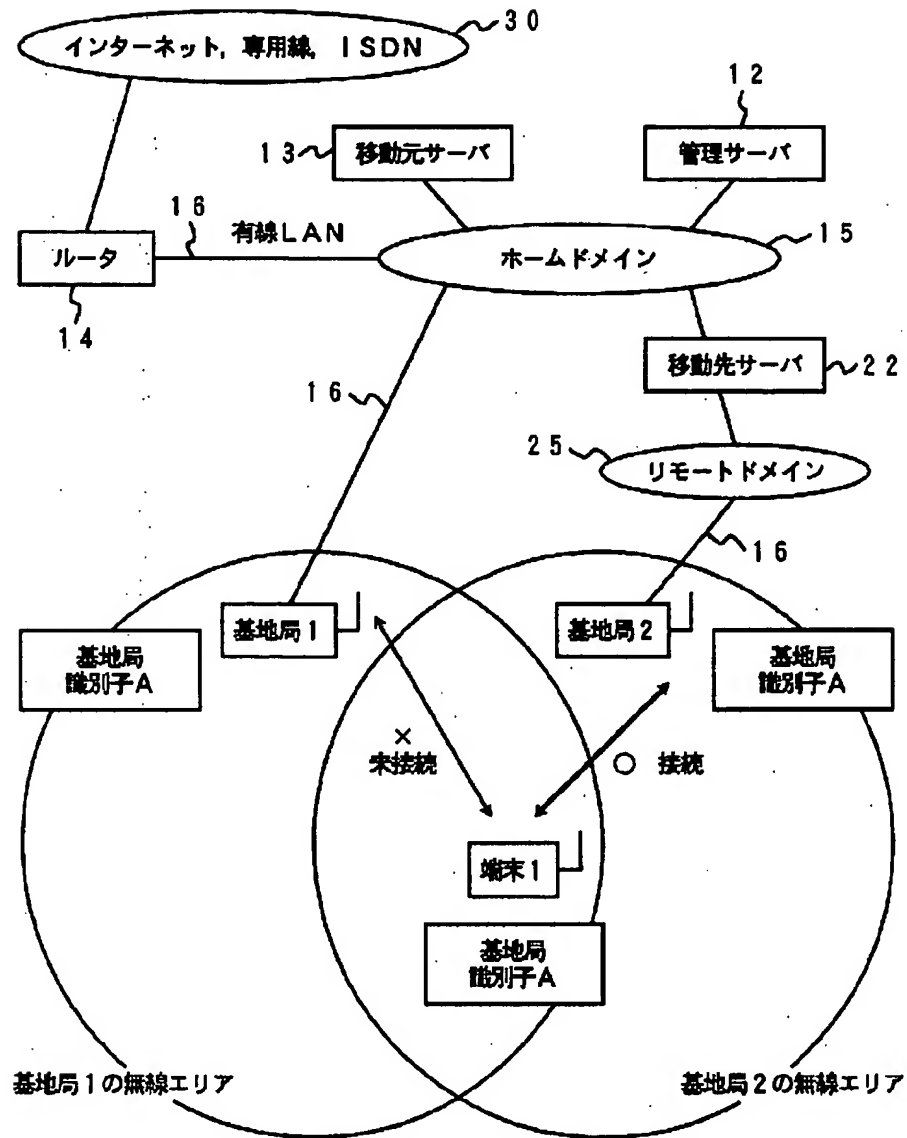 30
インターネット，専用線，ISDN
12
13
移動元サーバ
管理サーバ
16
有線LAN
15
ルータ
ホームドメイン
14
移動先サーバ
22
16
25
リモートドメイン
16
基地局1
基地局2
基地局
識別子A
基地局
識別子A
×
未接続
○ 接続
端末1
基地局
識別子A
基地局1の無線エリア
基地局2の無線エリア